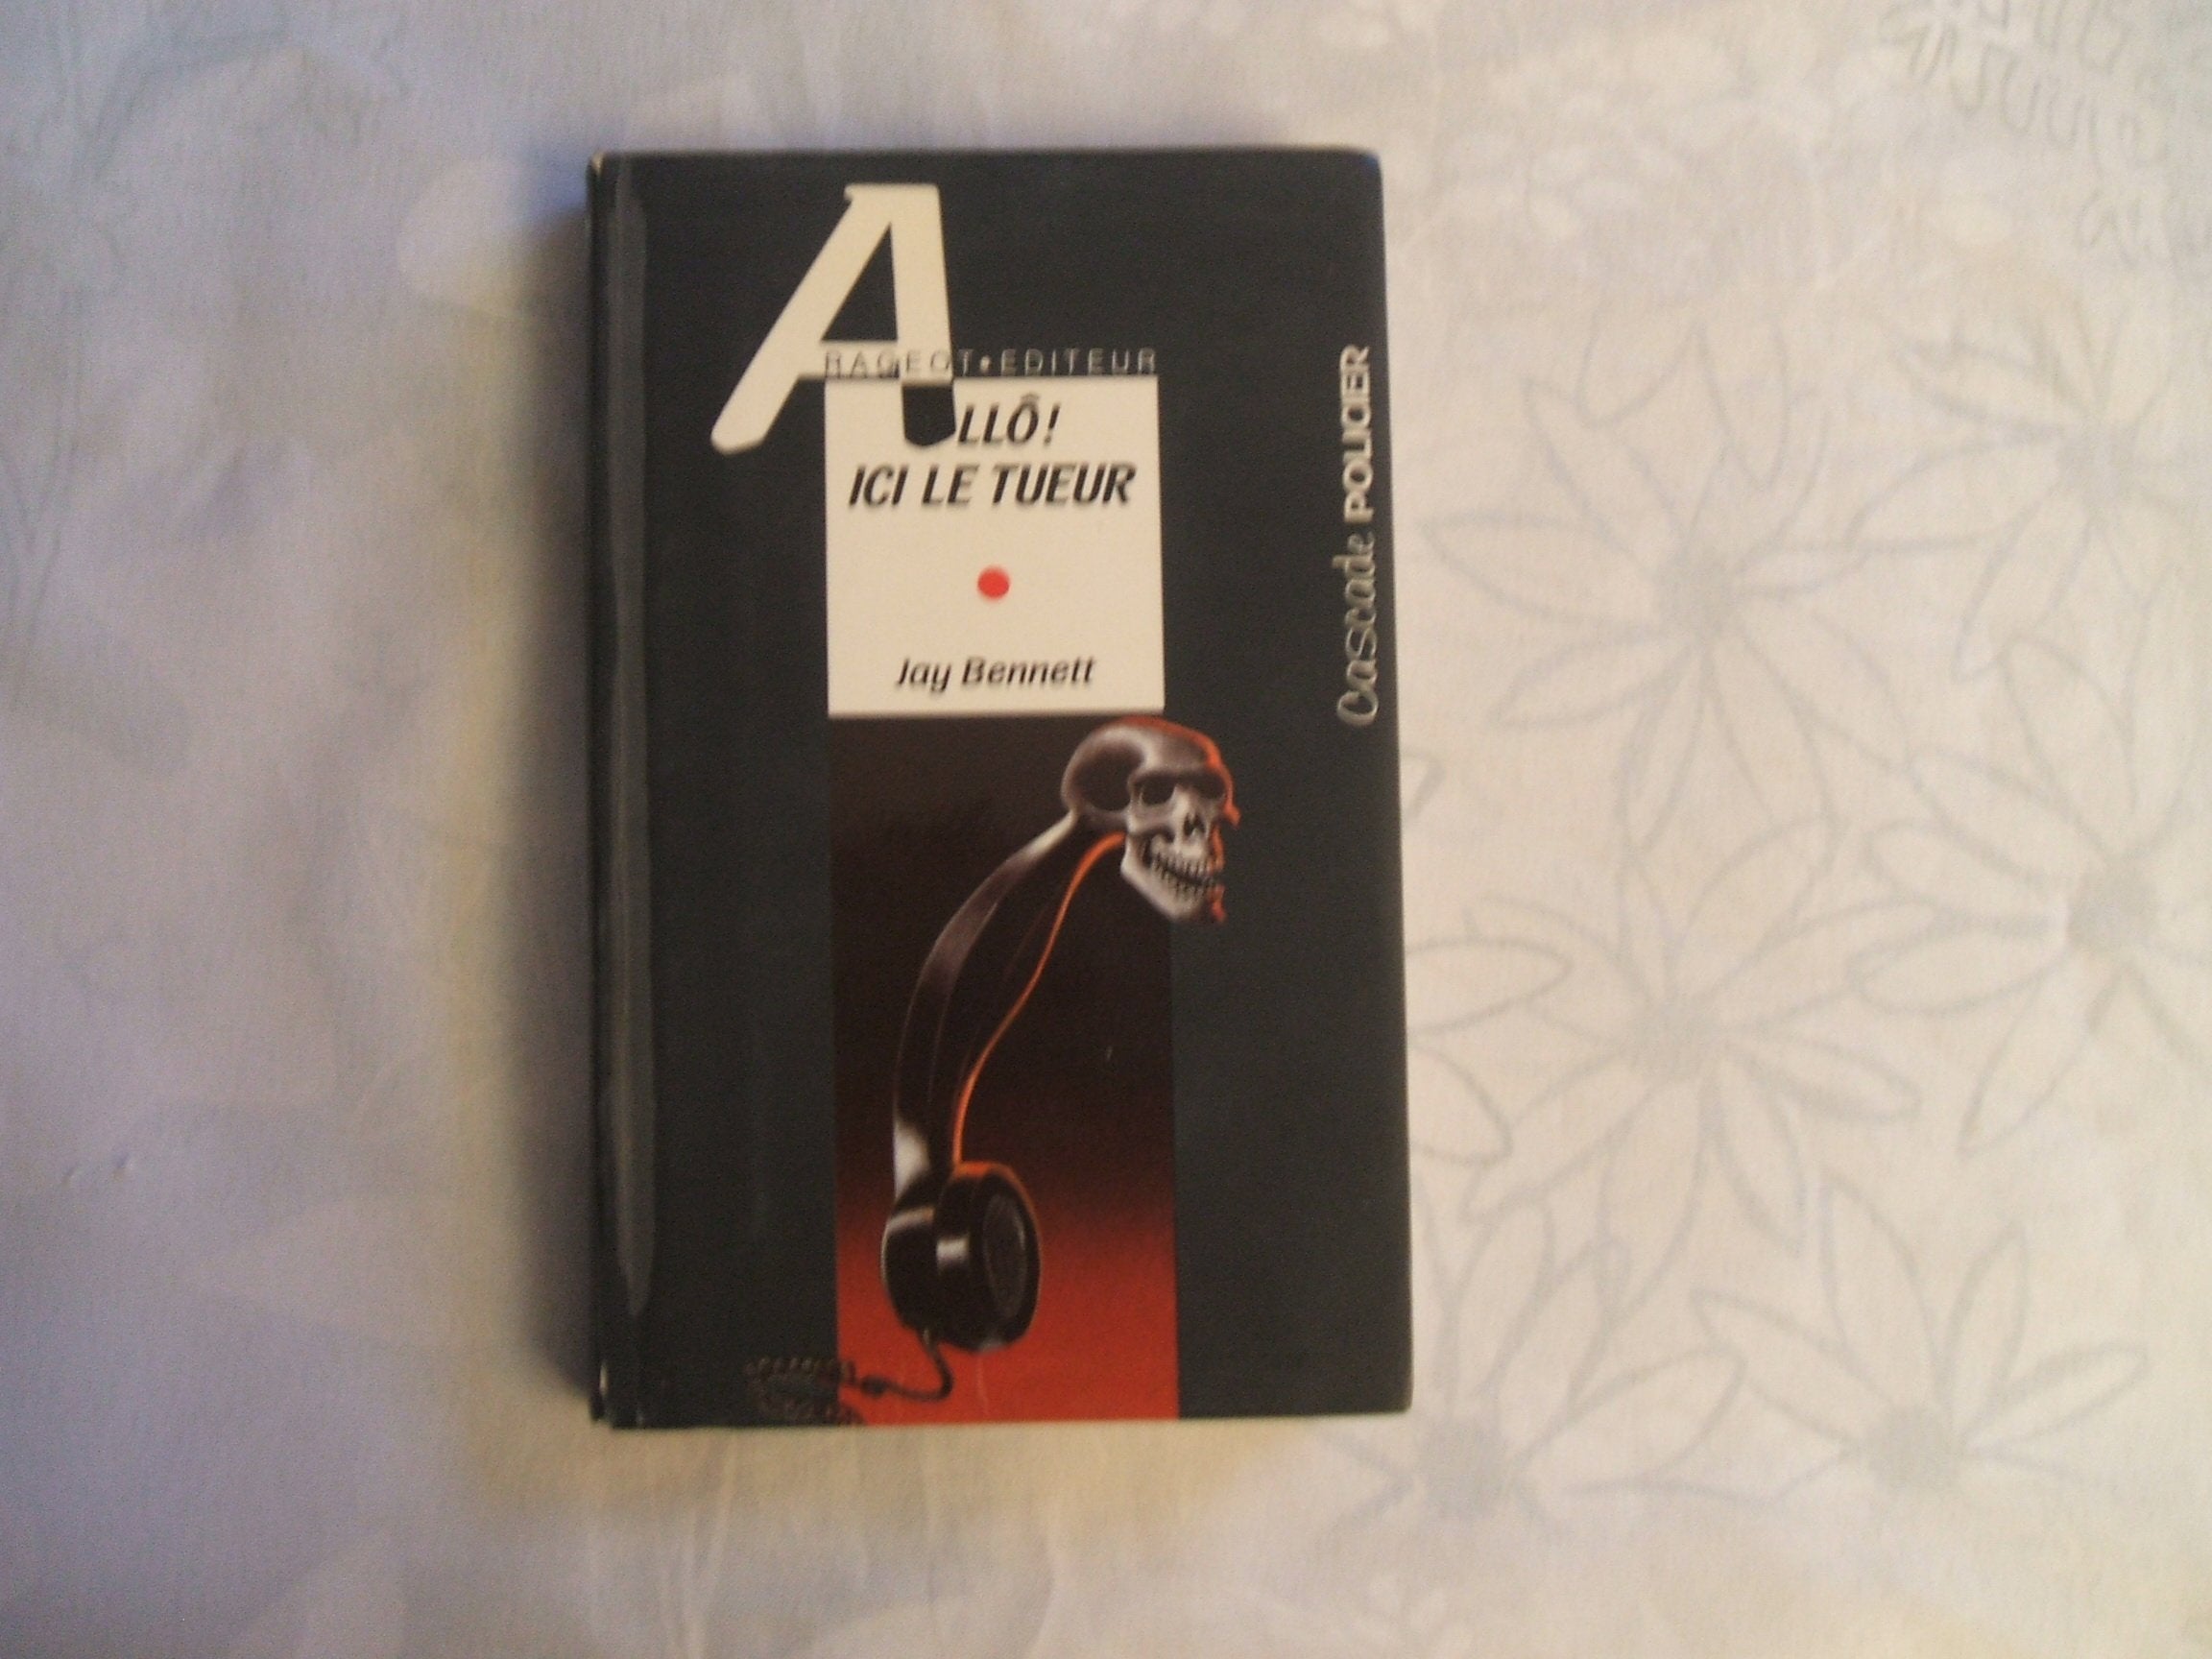 RAGEOT•EDITEUR
ALLÔ!
ICI LE TUEUR
Jay Bennett
Cascade POLICIER